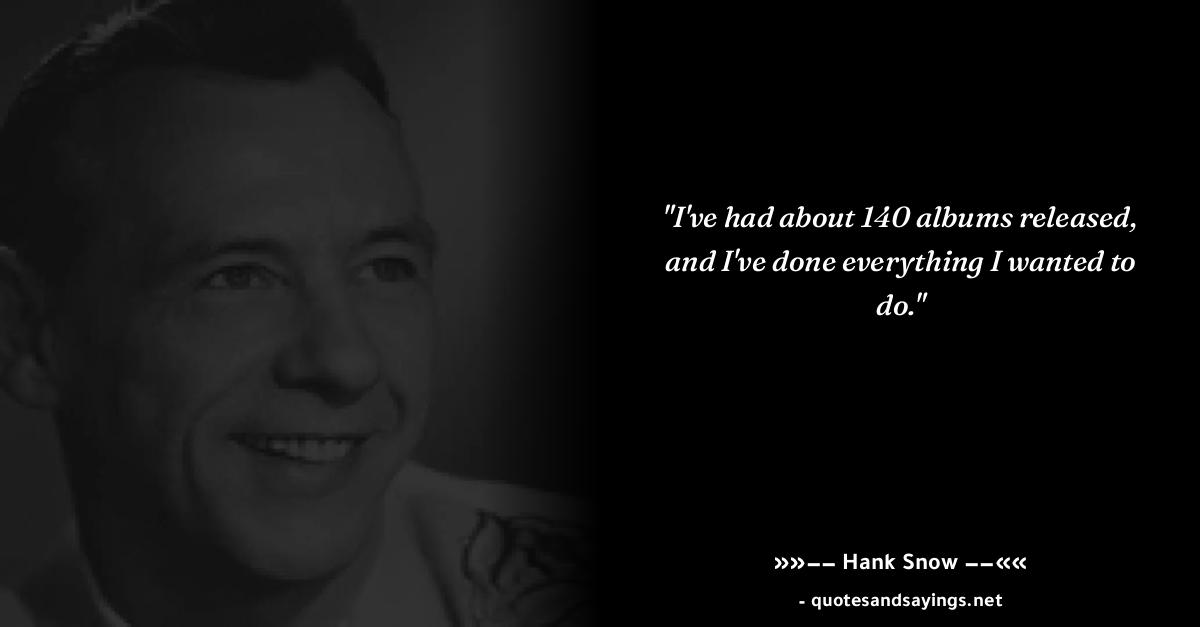 "I've had about 140 albums released,
and I've done everything I wanted to
do."
»»−− Hank Snow −−««
- quotesandsayings.net